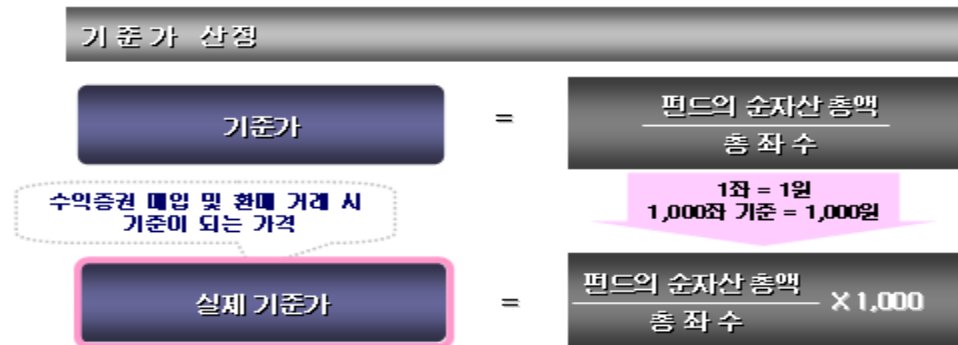 기 준 가 산정
기준가
=
펀드의 순자산 총액
총 좌 수
수익증권 매입 및 환매 거래 시
기준이 되는 가격
1좌 = 1원
1,000좌 기준 = 1,000원
실제 기준가
=
펀드의 순자산 총액
총 좌 수
X 1,000